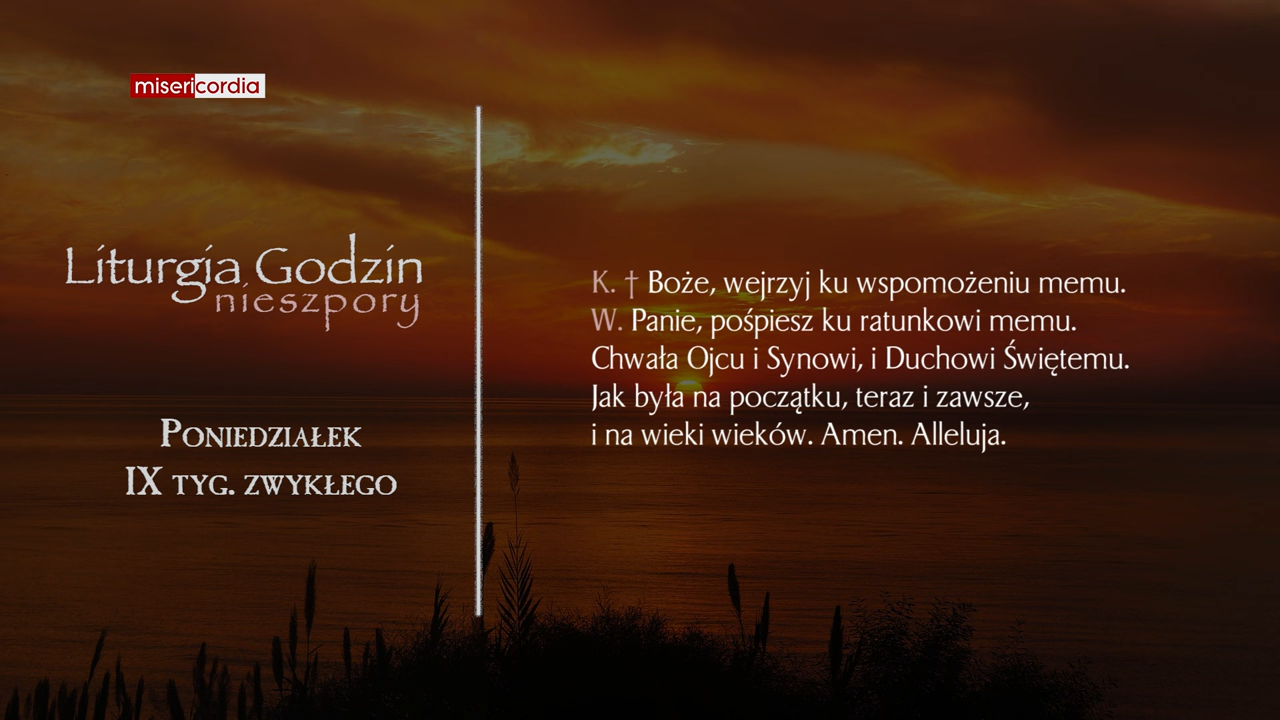 misericordia
Liturgia Godzin
nieszpory
Poniedziałek
IX tyg. zwykłego
K. † Boże, wejrzyj ku wspomożeniu memu.
W. Panie, pośpiesz ku ratunkowi memu.
Chwała Ojcu i Synowi, i Duchowi Świętemu.
Jak była na początku, teraz i zawsze,
i na wieki wieków. Amen. Alleluja.